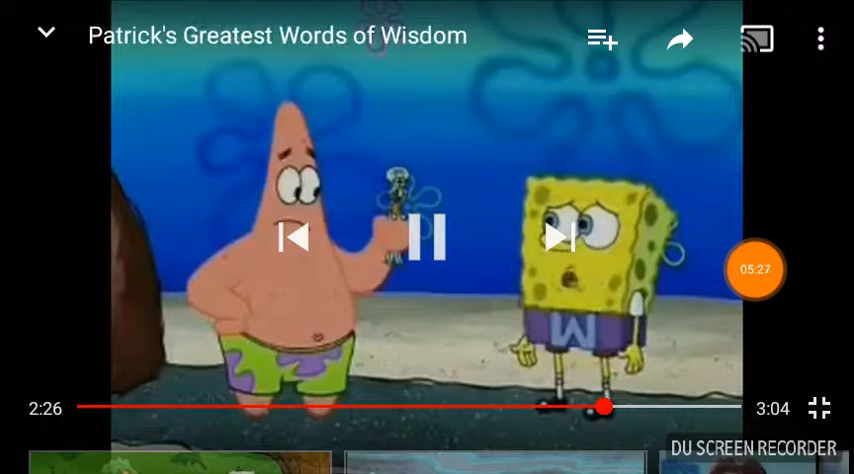 Patrick's Greatest Words of Wisdom
W
05:27
2:26
3:04
DU SCREEN RECORDER